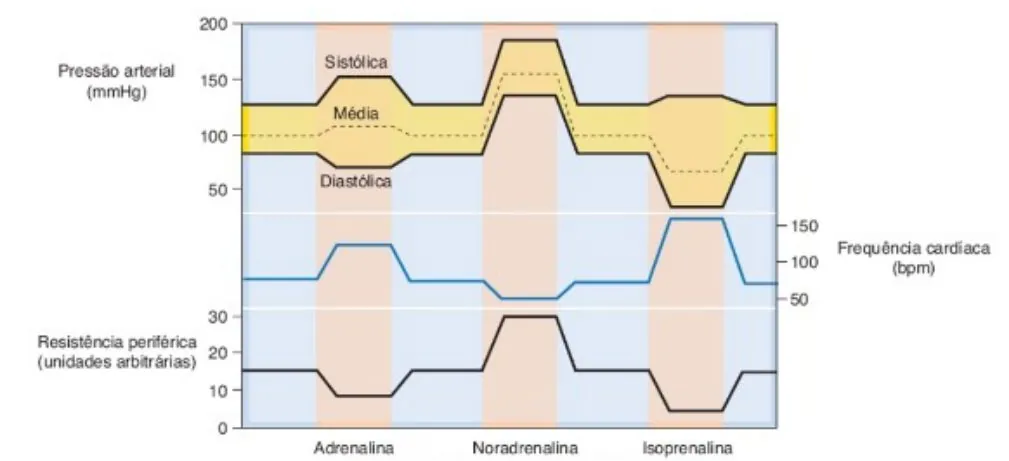 200
Pressão arterial
(mmHg)
150
100
50
Sistólica
Média
Diastólica
150
100
50
Frequência cardíaca
(bpm)
Resistência periférica
(unidades arbitrárias)
30
20
10
0
Adrenalina
Noradrenalina
Isoprenalina